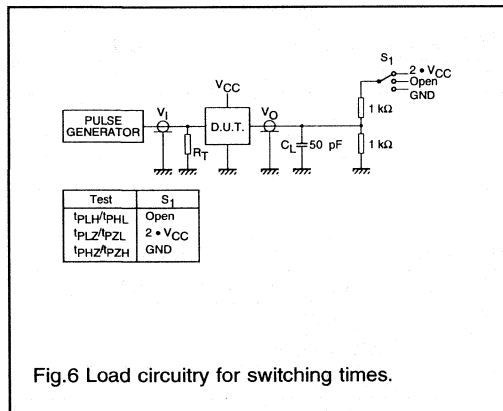 S1
2 • VCC
Open
GND
VCC
1 kΩ
PULSE
GENERATOR
VI
D.U.T.
VO
RT
CL
50 pF
1 kΩ
Test S1
tPLH/tPHL Open
tPLZ/tPZL 2 • VCC
tPHZ/tPZH GND
Fig.6 Load circuitry for switching times.